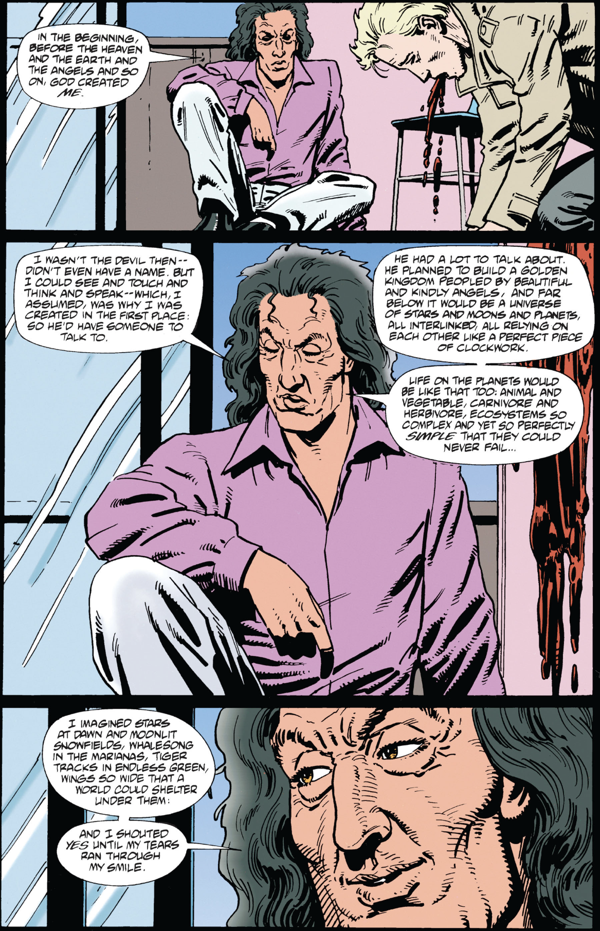 IN THE BEGINNING,
BEFORE THE HEAVEN
AND THE EARTH AND
THE ANGELS AND SO
ON, GOD CREATED
ME.
I WASN'T THE DEVIL THEN--
DIDN'T EVEN HAVE A NAME. BUT
I COULD SEE AND TOUCH AND
THINK AND SPEAK--WHICH, I
ASSUMED, WAS WHY I WAS
CREATED IN THE FIRST PLACE:
SO HE'D HAVE SOMEONE TO
TALK TO.
HE HAD A LOT TO TALK ABOUT.
HE PLANNED TO BUILD A GOLDEN
KINGDOM PEOPLED BY BEAUTIFUL
AND KINDLY ANGELS, AND FAR
BELOW IT WOULD BE A UNIVERSE
OF STARS AND MOONS AND PLANETS,
ALL INTERLINKED, ALL RELYING ON
EACH OTHER LIKE A PERFECT PIECE
OF CLOCKWORK.
LIFE ON THE PLANETS WOULD
BE LIKE THAT TOO: ANIMAL AND
VEGETABLE, CARNIVORE AND
HERBIVORE, ECOSYSTEMS SO
COMPLEX AND YET SO PERFECTLY
SIMPLE THAT THEY COULD
NEVER FAIL...
I IMAGINED STARS
AT DAWN AND MOONLIT
SNOWFIELDS, WHALESONG
IN THE MARIANAS, TIGER
TRACKS IN ENDLESS GREEN,
WINGS SO WIDE THAT A
WORLD COULD SHELTER
UNDER THEM:
AND I SHOUTED
YES UNTIL MY TEARS
RAN THROUGH
MY SMILE.